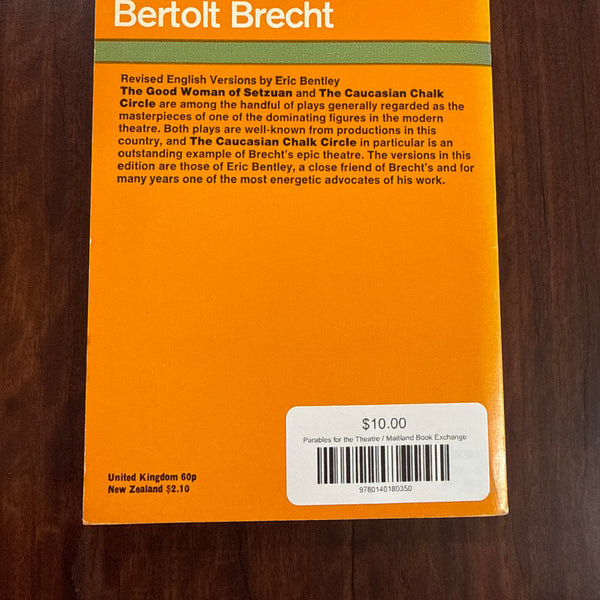 Bertolt Brecht
Revised English Versions by Eric Bentley
The Good Woman of Setzuan and The Caucasian Chalk
Circle are among the handful of plays generally regarded as the
masterpieces of one of the dominating figures in the modern
theatre. Both plays are well-known from productions in this
country, and The Caucasian Chalk Circle in particular is an
outstanding example of Brecht's epic theatre. The versions in this
edition are those of Eric Bentley, a close friend of Brecht's and for
many years one of the most energetic advocates of his work.
$10.00
Parables for the Theatre / Maitland Book Exchange
9780140180350
United Kingdom 60p
New Zealand $2.10